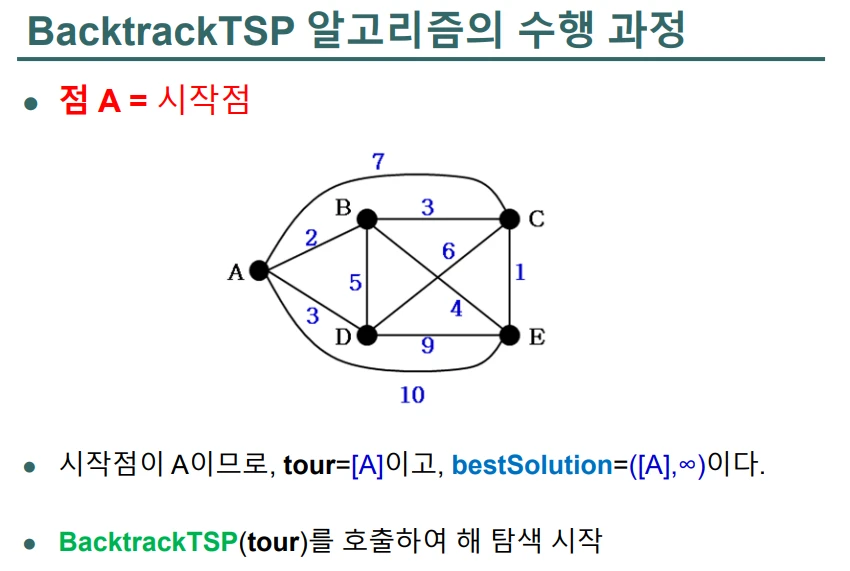 BacktrackTSP 알고리즘의 수행 과정
● 점 A = 시작점
7
B 3 C
2 6
A 5 1
3 4
D 9 E
10
● 시작점이 A이므로, tour=[A]이고, bestSolution=([A],∞)이다.
● BacktrackTSP(tour)를 호출하여 해 탐색 시작